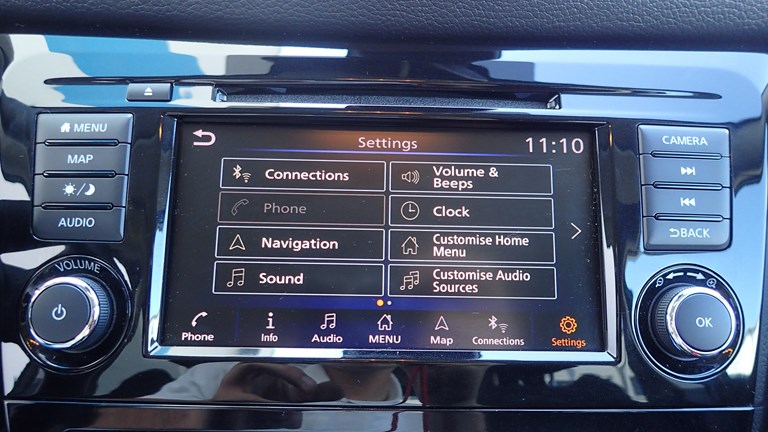 Settings
11:10
MENU
MAP
AUDIO
VOLUME
Connections
Volume &
Beeps
Phone
Clock
Navigation
Customise Home
Menu
Sound
Customise Audio
Sources
Phone
Info
Audio
MENU
Map
Connections
Settings
CAMERA
BACK
OK